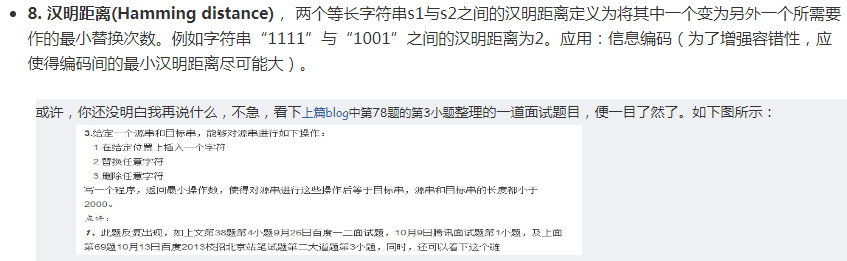 8. 汉明距离(Hamming distance) ， 两个等长字符串s1与s2之间的汉明距离定义为将其中一个变为另外一个所需要
作的最小替换次数。例如字符串“1111”与“1001”之间的汉明距离为2。应用：信息编码（为了增强容错性，应
使得编码间的最小汉明距离尽可能大）。
或许，你还没明白我再说什么，不急，看下上篇blog中第78题的第3小题整理的一道面试题目，便一目了然了。如下图所示：
3.给定一个源串和目标串，能够对源串进行如下操作：
1.在给定位置上插入一个字符
2.替换任意字符
3.删除任意字符
写一个程序，返回最小操作数，使得对源串进行这些操作后等于目标串，源串和目标串的长度都小于
2000。
点评：
1、此题反复出现，如上文第38题第4小题9月26日百度一二面试题，10月9日腾讯面试题第1小题，及上面
第69题10月13日百度2013校招北京站笔试题第二大道题第3小题，同时，还可以看下这个链